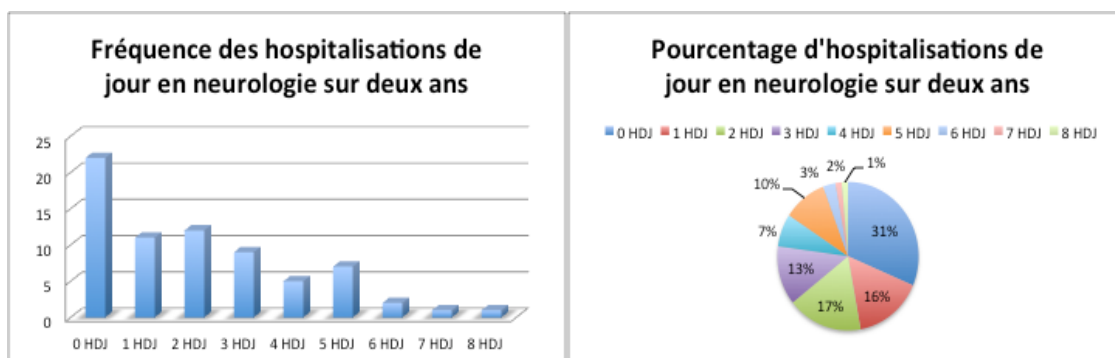 Fréquence des hospitalisations de
jour en neurologie sur deux ans
25
20
15
10
5
0
0 HDJ 1 HDJ 2 HDJ 3 HDJ 4 HDJ 5 HDJ 6 HDJ 7 HDJ 8 HDJ
Pourcentage d'hospitalisations de
jour en neurologie sur deux ans
0 HDJ 1 HDJ 2 HDJ 3 HDJ 4 HDJ 5 HDJ 6 HDJ 7 HDJ 8 HDJ
3% 2% 1%
10%
7%
31%
13%
17%
16%